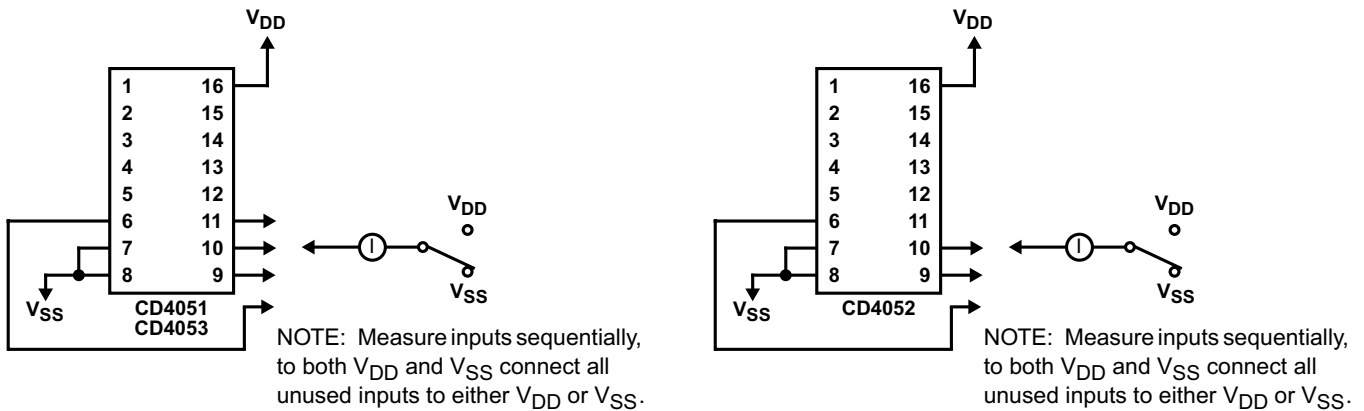 VDD
1 16
2 15
3 14
4 13
5 12
6 11
7 10
8 9
VSS
CD4051
CD4053
I
VDD
VSS
NOTE: Measure inputs sequentially,
to both VDD and VSS connect all
unused inputs to either VDD or VSS.
VDD
1 16
2 15
3 14
4 13
5 12
6 11
7 10
8 9
VSS
CD4052
I
VDD
VSS
NOTE: Measure inputs sequentially,
to both VDD and VSS connect all
unused inputs to either VDD or VSS.